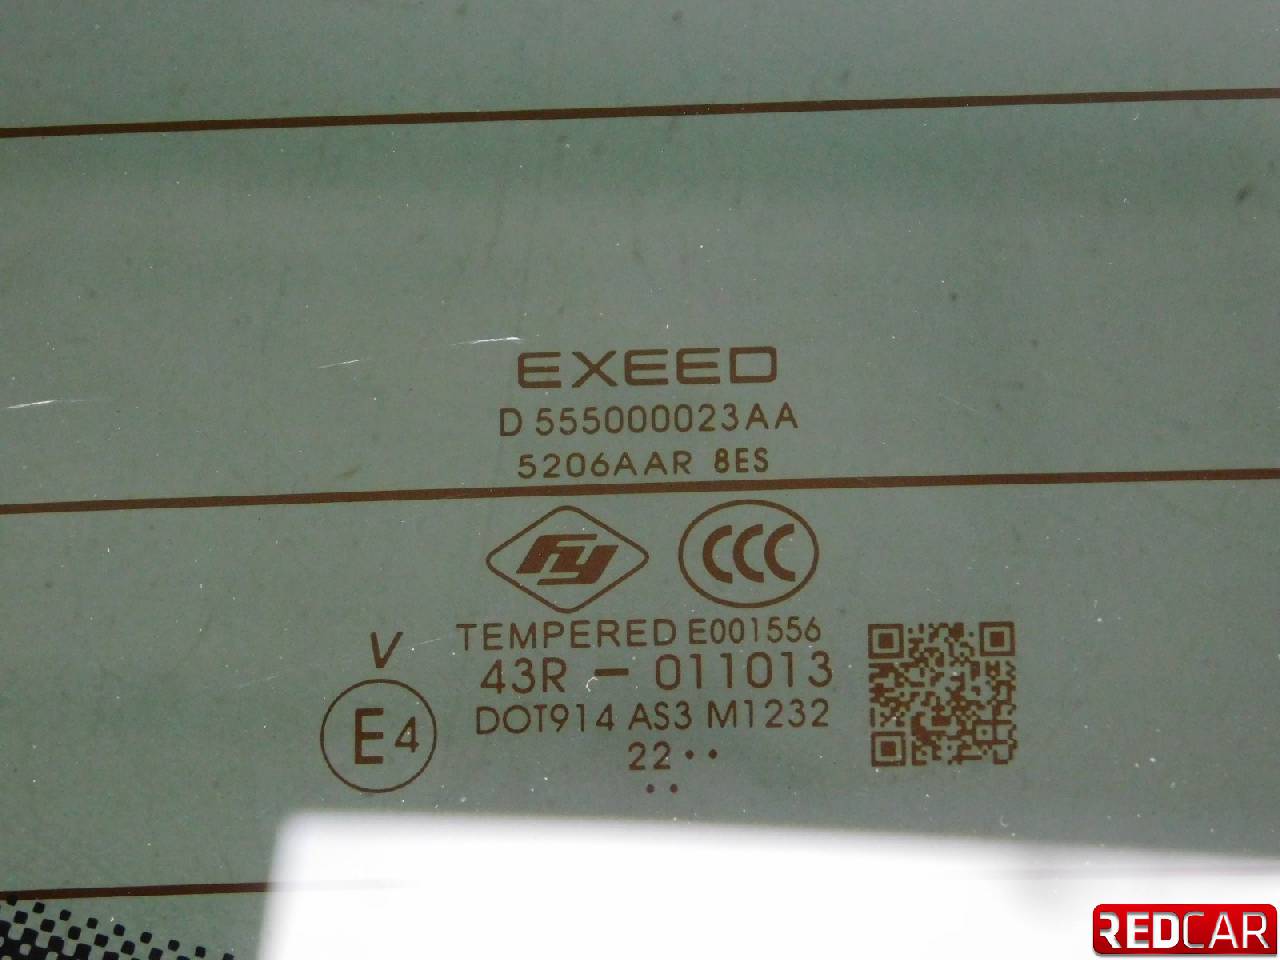 EXEED
D 555000023AA
5206AAR 8ES
FY CCC
TEMPERED E001556
V
43R - 011013
E4
DOT914 AS3 M1232
22··
··
REDCAR